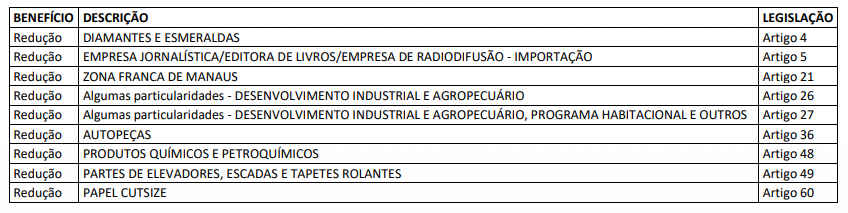 BENEFÍCIO DESCRIÇÃO LEGISLAÇÃO
Redução DIAMANTES E ESMERALDAS Artigo 4
Redução EMPRESA JORNALÍSTICA/EDITORA DE LIVROS/EMPRESA DE RADIODIFUSÃO - IMPORTAÇÃO Artigo 5
Redução ZONA FRANCA DE MANAUS Artigo 21
Redução Algumas particularidades - DESENVOLVIMENTO INDUSTRIAL E AGROPECUÁRIO Artigo 26
Redução Algumas particularidades - DESENVOLVIMENTO INDUSTRIAL E AGROPECUÁRIO, PROGRAMA HABITACIONAL E OUTROS Artigo 27
Redução AUTOPEÇAS Artigo 36
Redução PRODUTOS QUÍMICOS E PETROQUÍMICOS Artigo 48
Redução PARTES DE ELEVADORES, ESCADAS E TAPETES ROLANTES Artigo 49
Redução PAPEL CUTSIZE Artigo 60